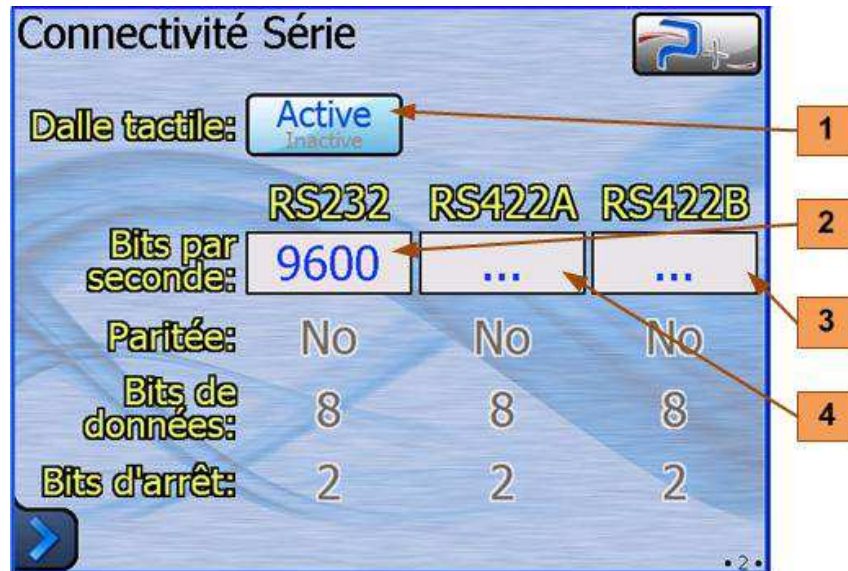 Connectivité Série
Dalle tactile:
Active
Inactive
1
RS232 RS422A RS422B
2
Bits par
seconde:
9600 ... ...
3
Paritée: No No No
Bits de
données:
8 8 8
4
Bits d'arrêt: 2 2 2
• 2 •